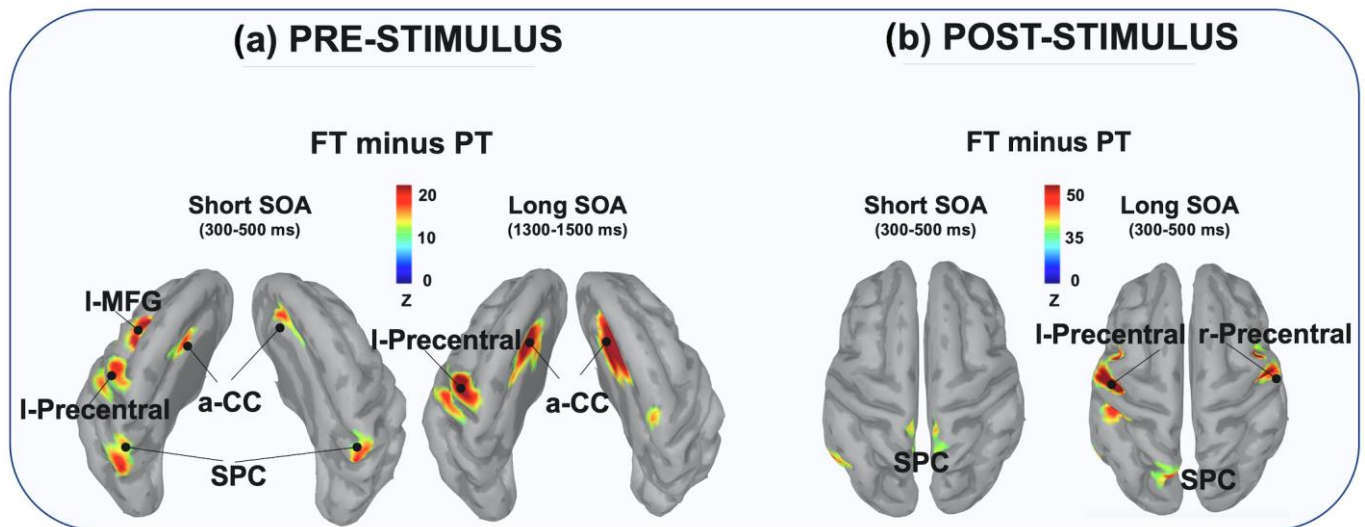 (a) PRE-STIMULUS
FT minus PT
Short SOA
(300-500 ms)
20
10
0
Z
Long SOA
(1300-1500 ms)
l-MFG
l-Precentral
a-CC
SPC
l-Precentral
a-CC
(b) POST-STIMULUS
FT minus PT
Short SOA
(300-500 ms)
50
35
0
Z
Long SOA
(300-500 ms)
SPC
l-Precentral
r-Precentral
SPC